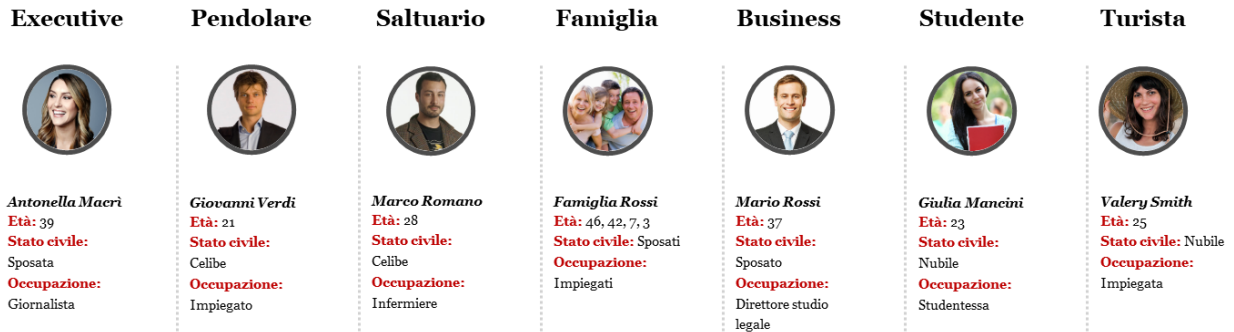 Executive
Antonella Macrì
Età: 39
Stato civile:
Sposata
Occupazione:
Giornalista
Pendolare
Giovanni Verdi
Età: 21
Stato civile:
Celibe
Occupazione:
Impiegato
Saltuario
Marco Romano
Età: 28
Stato civile:
Celibe
Occupazione:
Infermiere
Famiglia
Famiglia Rossi
Età: 46, 42, 7, 3
Stato civile: Sposati
Occupazione:
Impiegati
Business
Mario Rossi
Età: 37
Stato civile:
Sposato
Occupazione:
Direttore studio
legale
Studente
Giulia Mancini
Età: 23
Stato civile:
Nubile
Occupazione:
Studentessa
Turista
Valery Smith
Età: 25
Stato civile: Nubile
Occupazione:
Impiegata